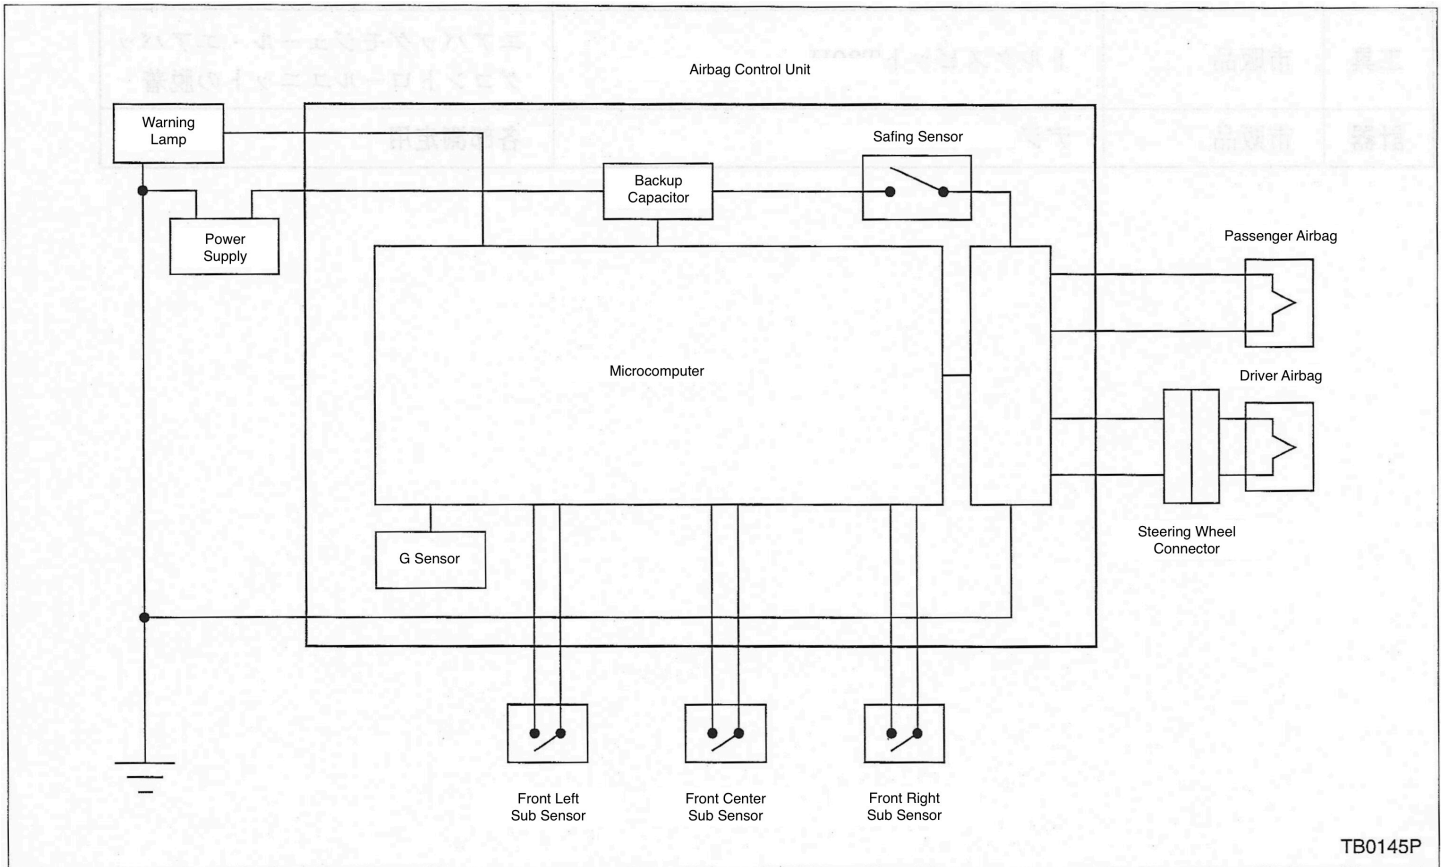 Airbag Control Unit
Warning
Lamp
Safing Sensor
Backup
Capacitor
Power
Supply
Passenger Airbag
Microcomputer
Driver Airbag
Steering Wheel
Connector
G Sensor
Front Left
Sub Sensor
Front Center
Sub Sensor
Front Right
Sub Sensor
TB0145P